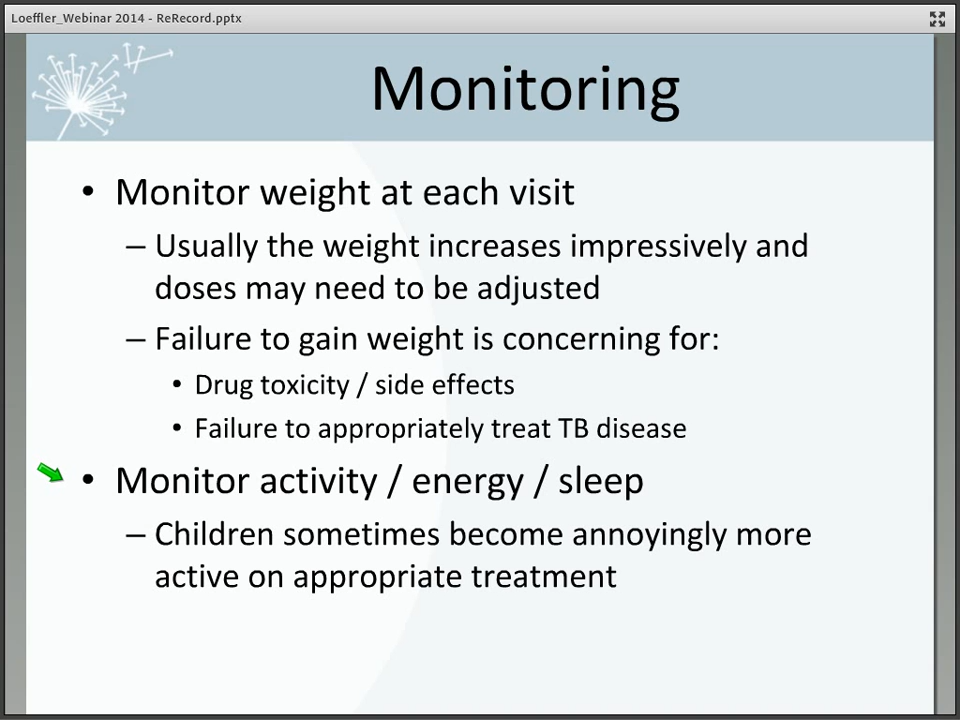 Loeffler_Webinar 2014 - ReRecord.pptx
Monitoring
• Monitor weight at each visit
– Usually the weight increases impressively and
doses may need to be adjusted
– Failure to gain weight is concerning for:
• Drug toxicity / side effects
• Failure to appropriately treat TB disease
• Monitor activity / energy / sleep
– Children sometimes become annoyingly more
active on appropriate treatment